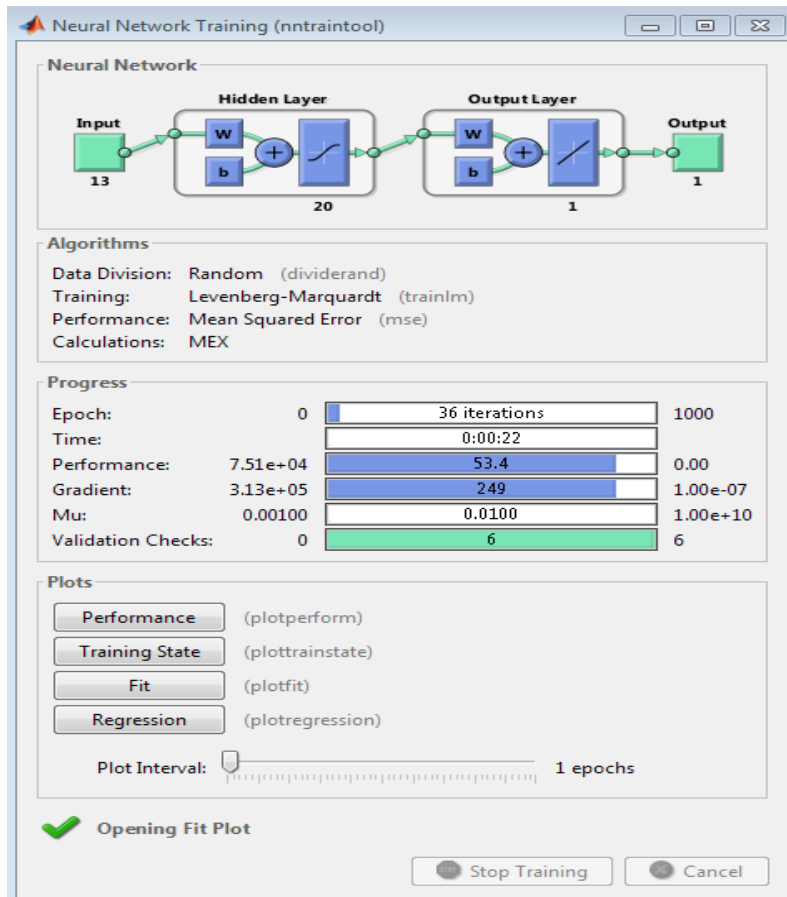 Neural Network Training (nntraintool)
Neural Network
Hidden Layer Output Layer
Input Output
W W
b b
13 1
20 1
Algorithms
Data Division: Random (dividerand)
Training: Levenberg-Marquardt (trainlm)
Performance: Mean Squared Error (mse)
Calculations: MEX
Progress
Epoch: 0 36 iterations 1000
Time: 0:00:22
Performance: 7.51e+04 53.4 0.00
Gradient: 3.13e+05 249 1.00e-07
Mu: 0.00100 0.0100 1.00e+10
Validation Checks: 0 6 6
Plots
Performance (plotperform)
Training State (plottrainstate)
Fit (plotfit)
Regression (plotregression)
Plot Interval: 1 epochs
Opening Fit Plot
Stop Training Cancel